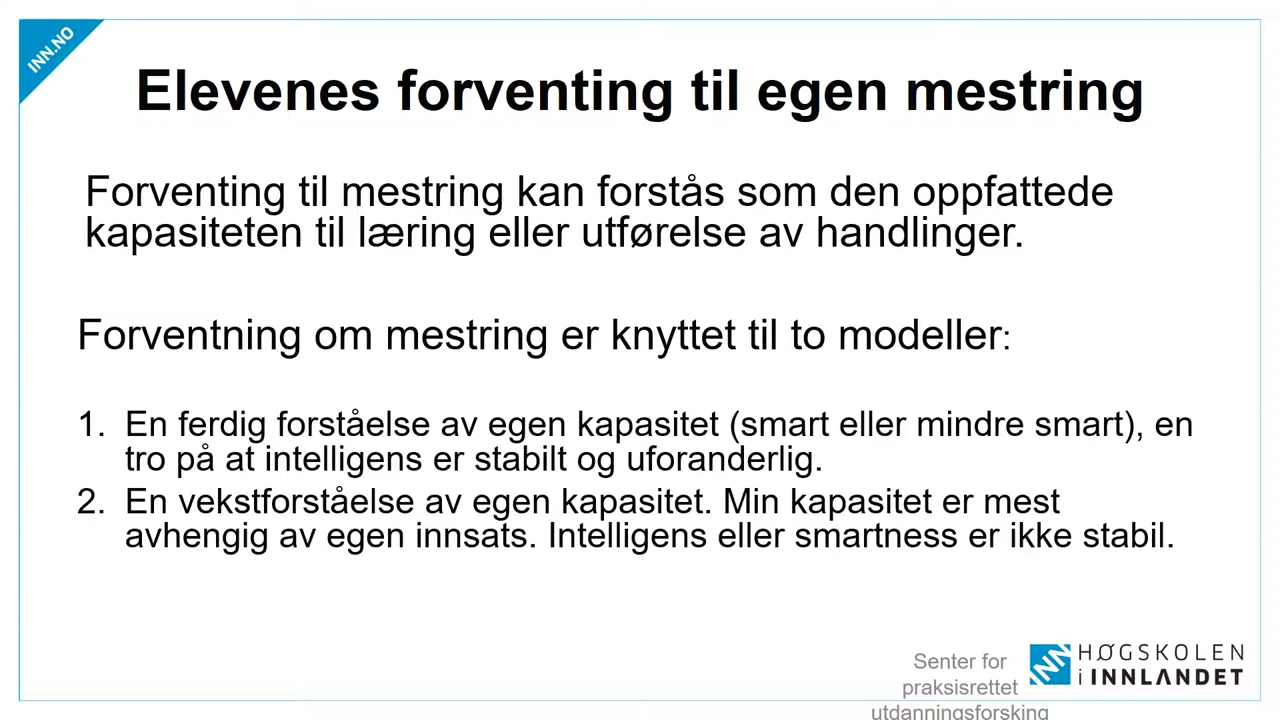 INN.NO
Elevenes forventing til egen mestring
Forventing til mestring kan forstås som den oppfattede
kapasiteten til læring eller utførelse av handlinger.
Forventning om mestring er knyttet til to modeller:
1. En ferdig forståelse av egen kapasitet (smart eller mindre smart), en
tro på at intelligens er stabilt og uforanderlig.
2. En vekstforståelse av egen kapasitet. Min kapasitet er mest
avhengig av egen innsats. Intelligens eller smartness er ikke stabil.
Senter for
praksisrettet
utdanningsforsking
INN HØGSKOLEN
i INNLANDET